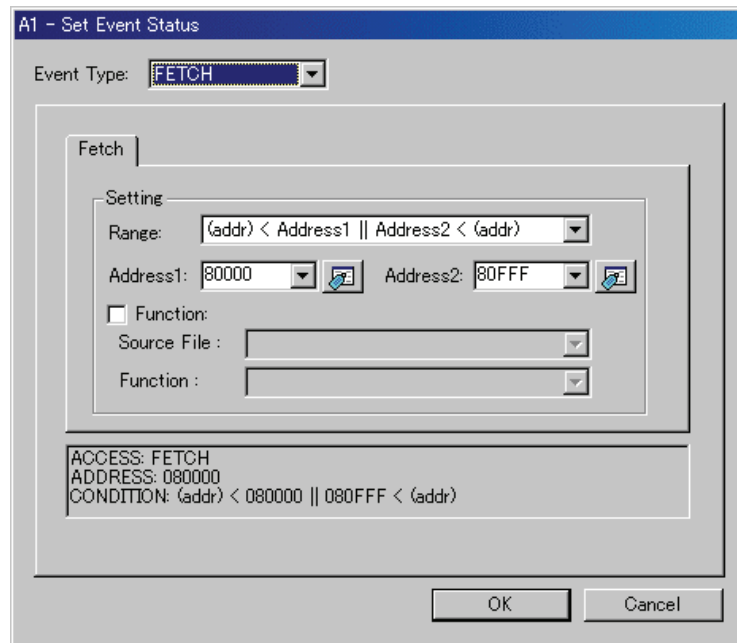 A1 - Set Event Status
Event Type: FETCH
Fetch
Setting
Range: (addr) < Address1 || Address2 < (addr)
Address1: 80000 Address2: 80FFF
Function:
Source File :
Function :
ACCESS: FETCH
ADDRESS: 080000
CONDITION: (addr) < 080000 || 080FFF < (addr)
OK Cancel